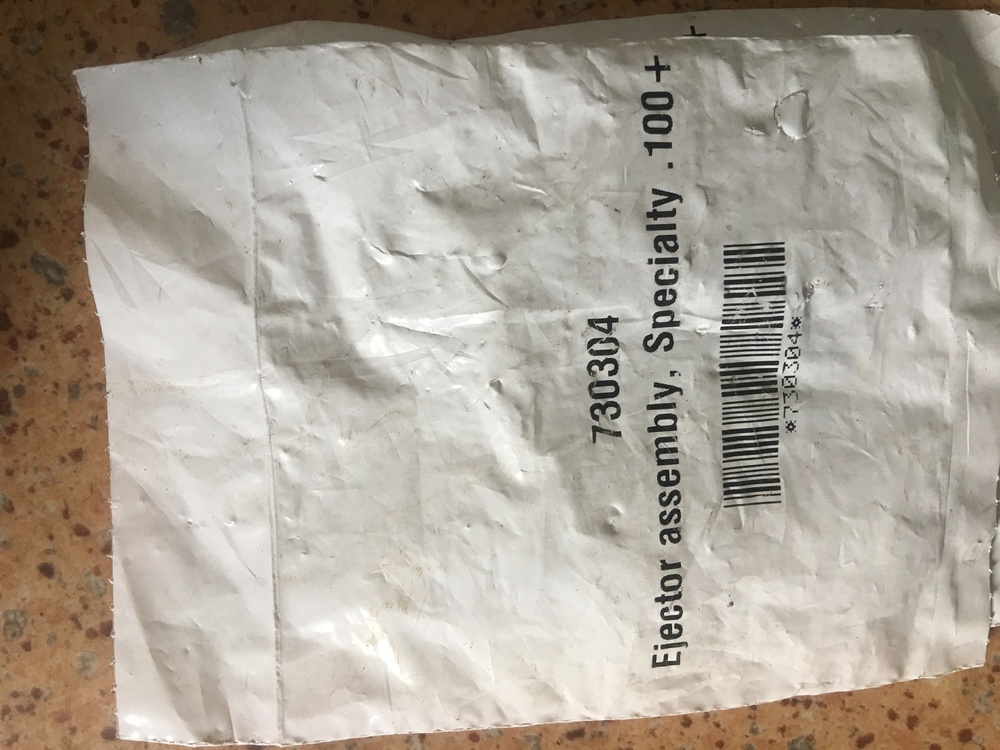 730304
Ejector assembly, Specialty .100+
*730304*